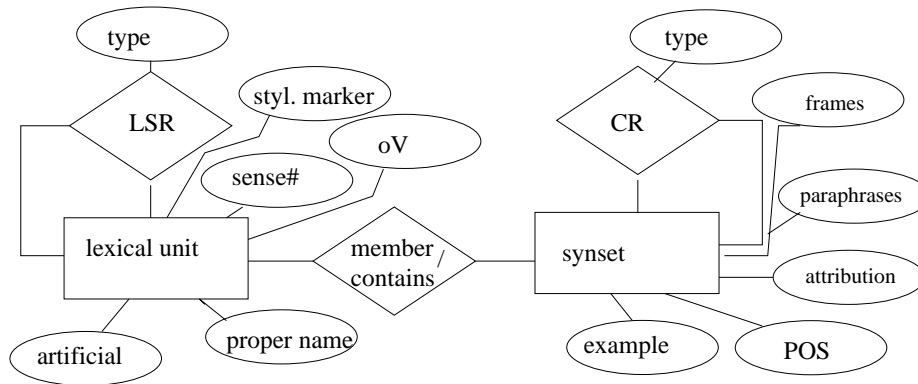 type
type
styl. marker
frames
LSR
CR
oV
sense#
paraphrases
lexical unit
member/
contains
synset
attribution
artificial
proper name
example
POS